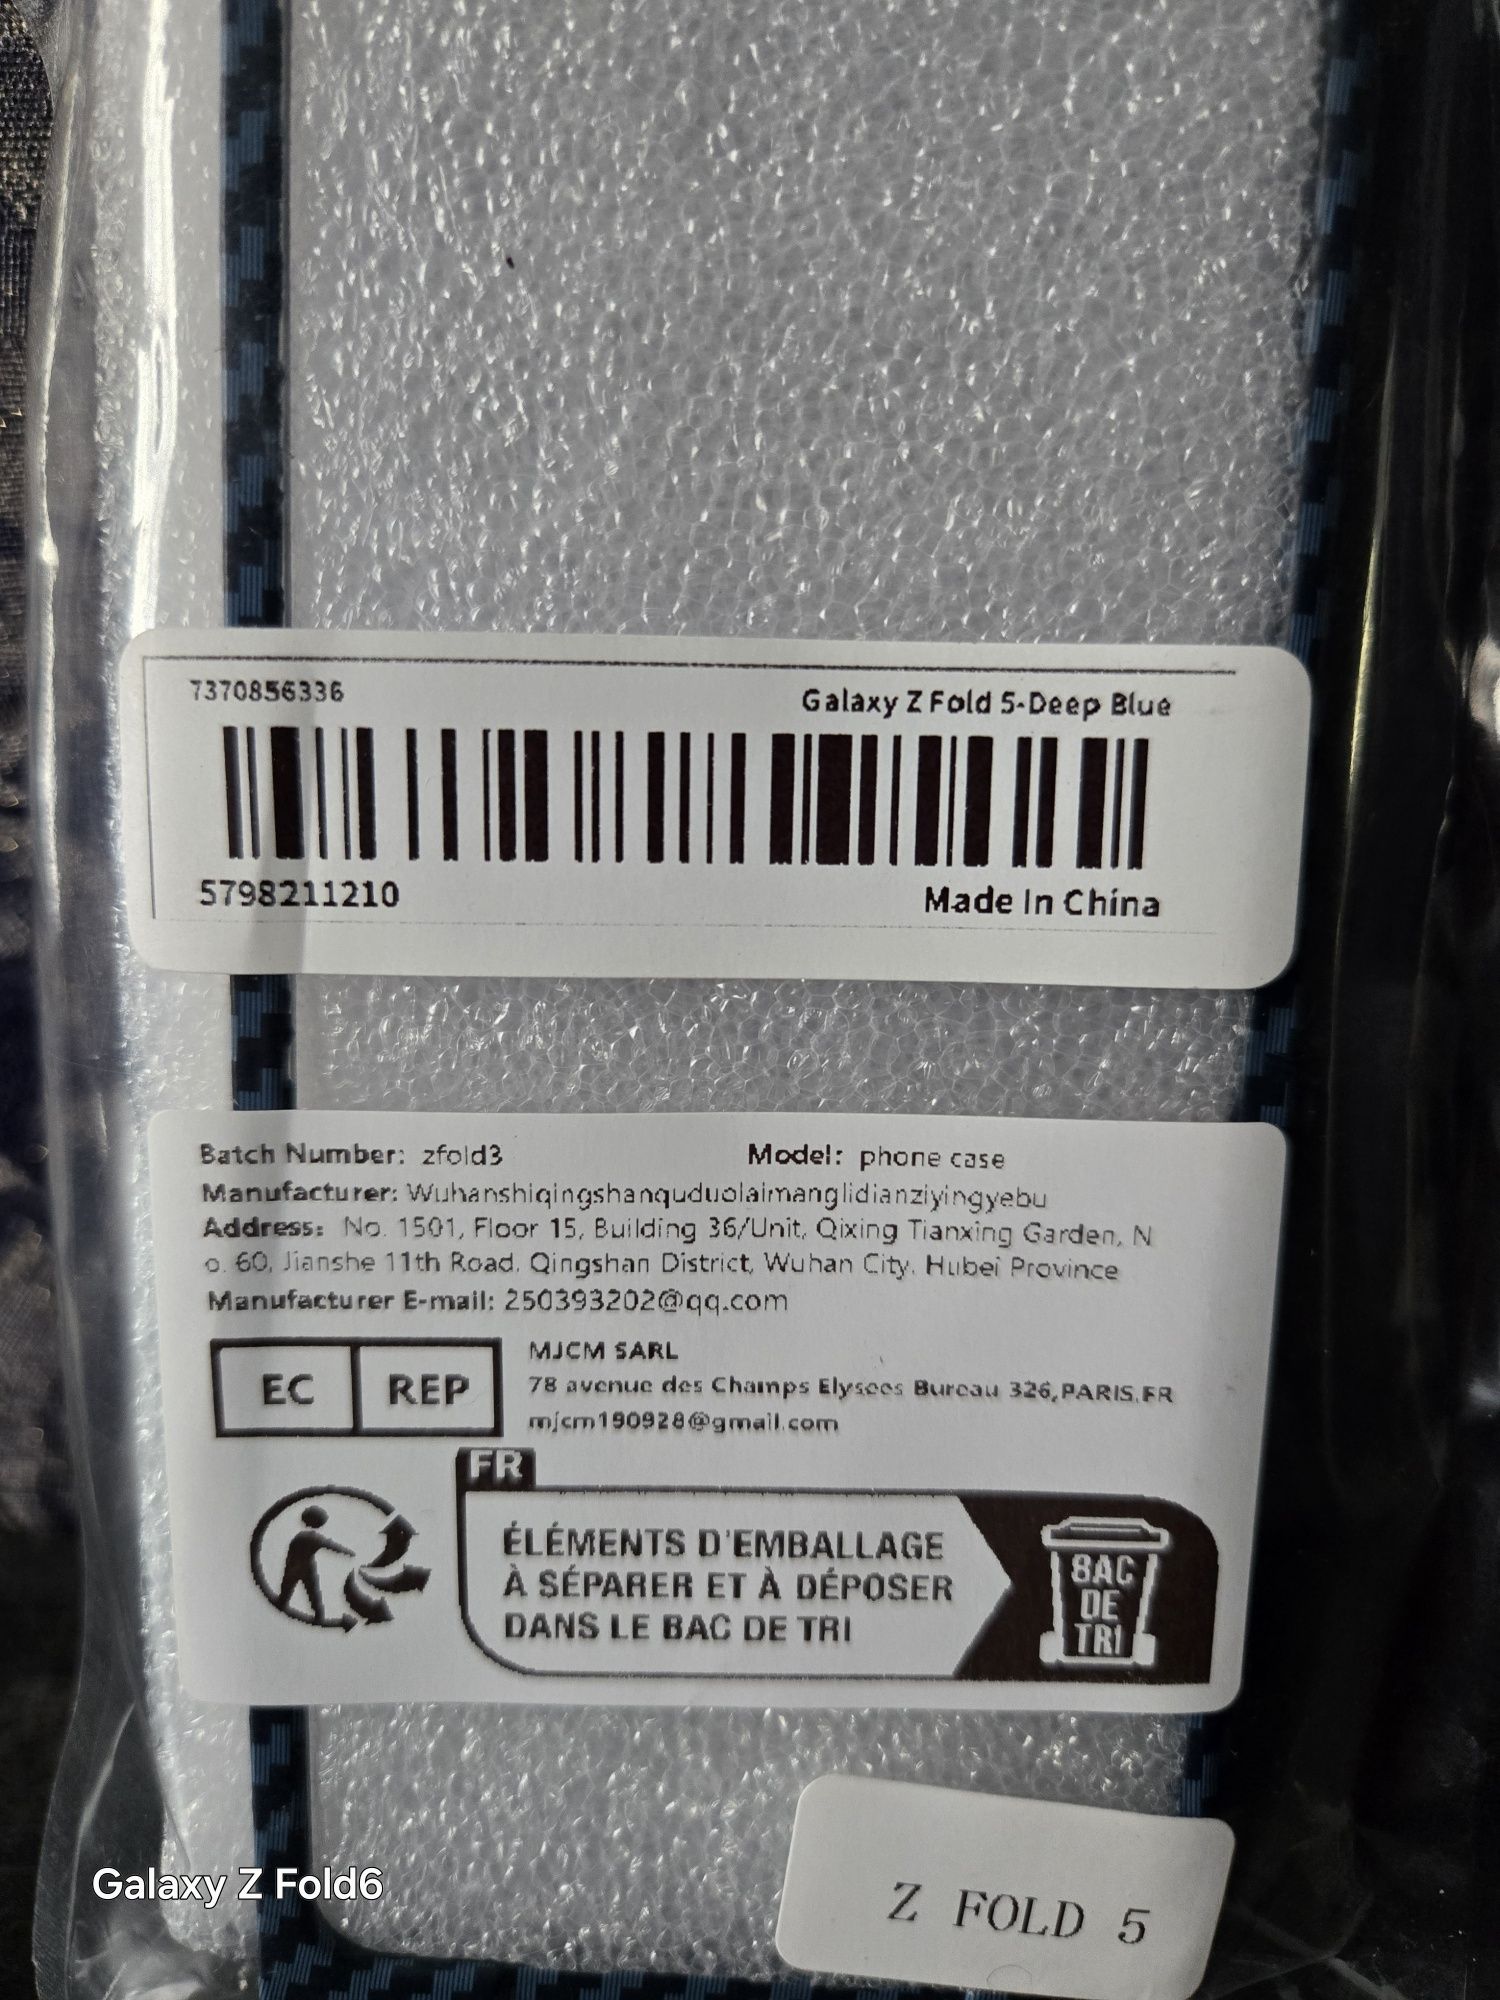 7370856336
Galaxy Z Fold 5-Deep Blue
5798211210
Made In China
Batch Number: zfold3
Model: phone case
Manufacturer: Wuhanshiqingshanquduolaimanglidianziyingyebu
Address: No. 1501, Floor 15, Building 36/Unit, Qixing Tianxing Garden, N
o. 60, Jianshe 11th Road, Qingshan District, Wuhan City, Hubei Province
Manufacturer E-mail: 250393202@qq.com
EC REP
MJCM SARL
78 avenue des Champs Elysees Bureau 326,PARIS,FR
mjcm190928@gmail.com
FR
ÉLÉMENTS D'EMBALLAGE
À SÉPARER ET À DÉPOSER
DANS LE BAC DE TRI
BAC
DE
TRI
Galaxy Z Fold6
Z FOLD 5